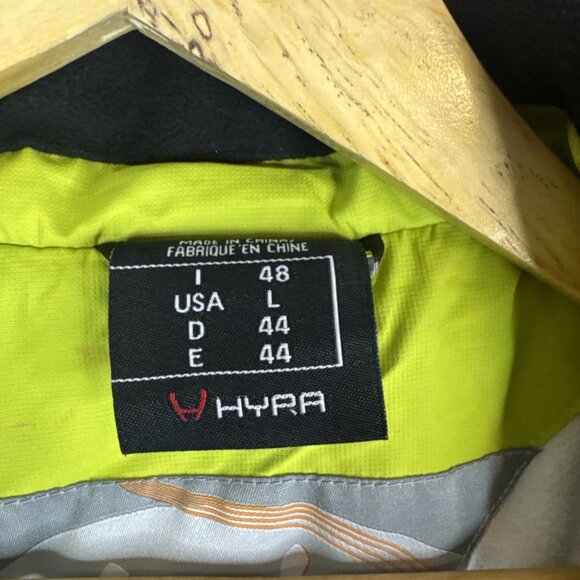 MADE IN CHINA/
FABRIQUE EN CHINE
I 48
USA L
D 44
E 44
HYRA